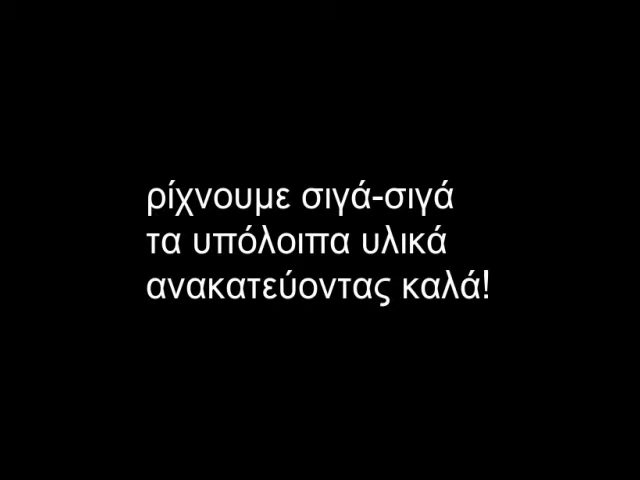 ρίχνουμε σιγά-σιγά
τα υπόλοιπα υλικά
ανακατεύοντας καλά!